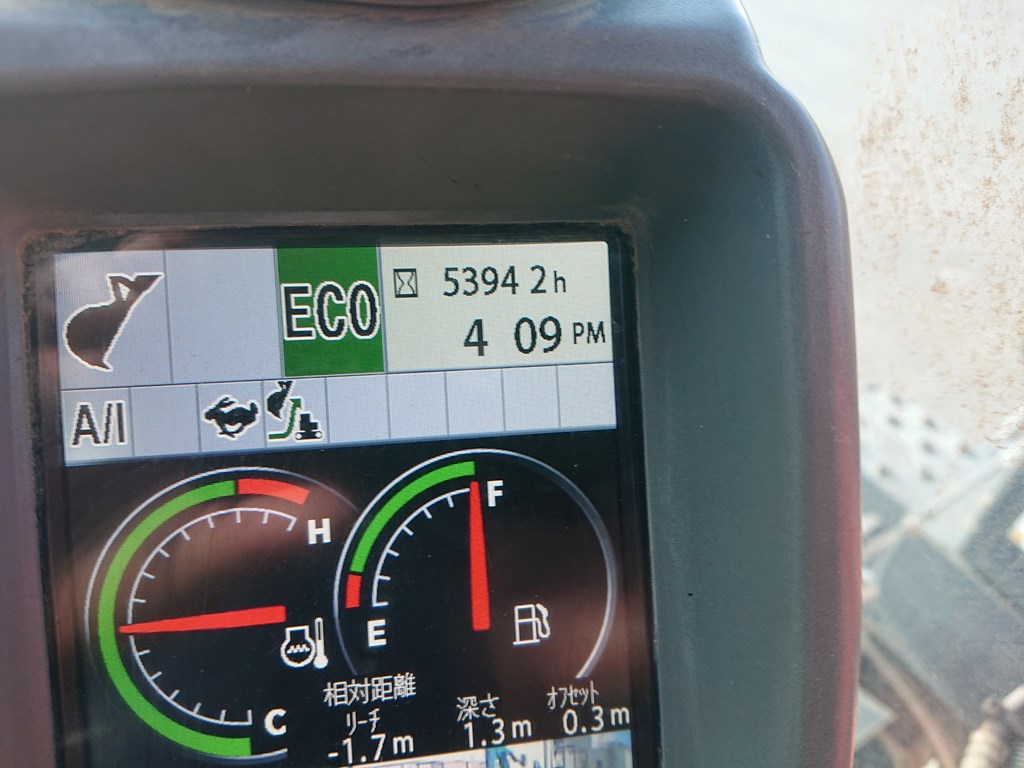 ECO
5394 2h
4 09 PM
A/I
H
C
F
E
相対距離
リーチ
-1.7m
深さ
1.3m
オフセット
0.3m